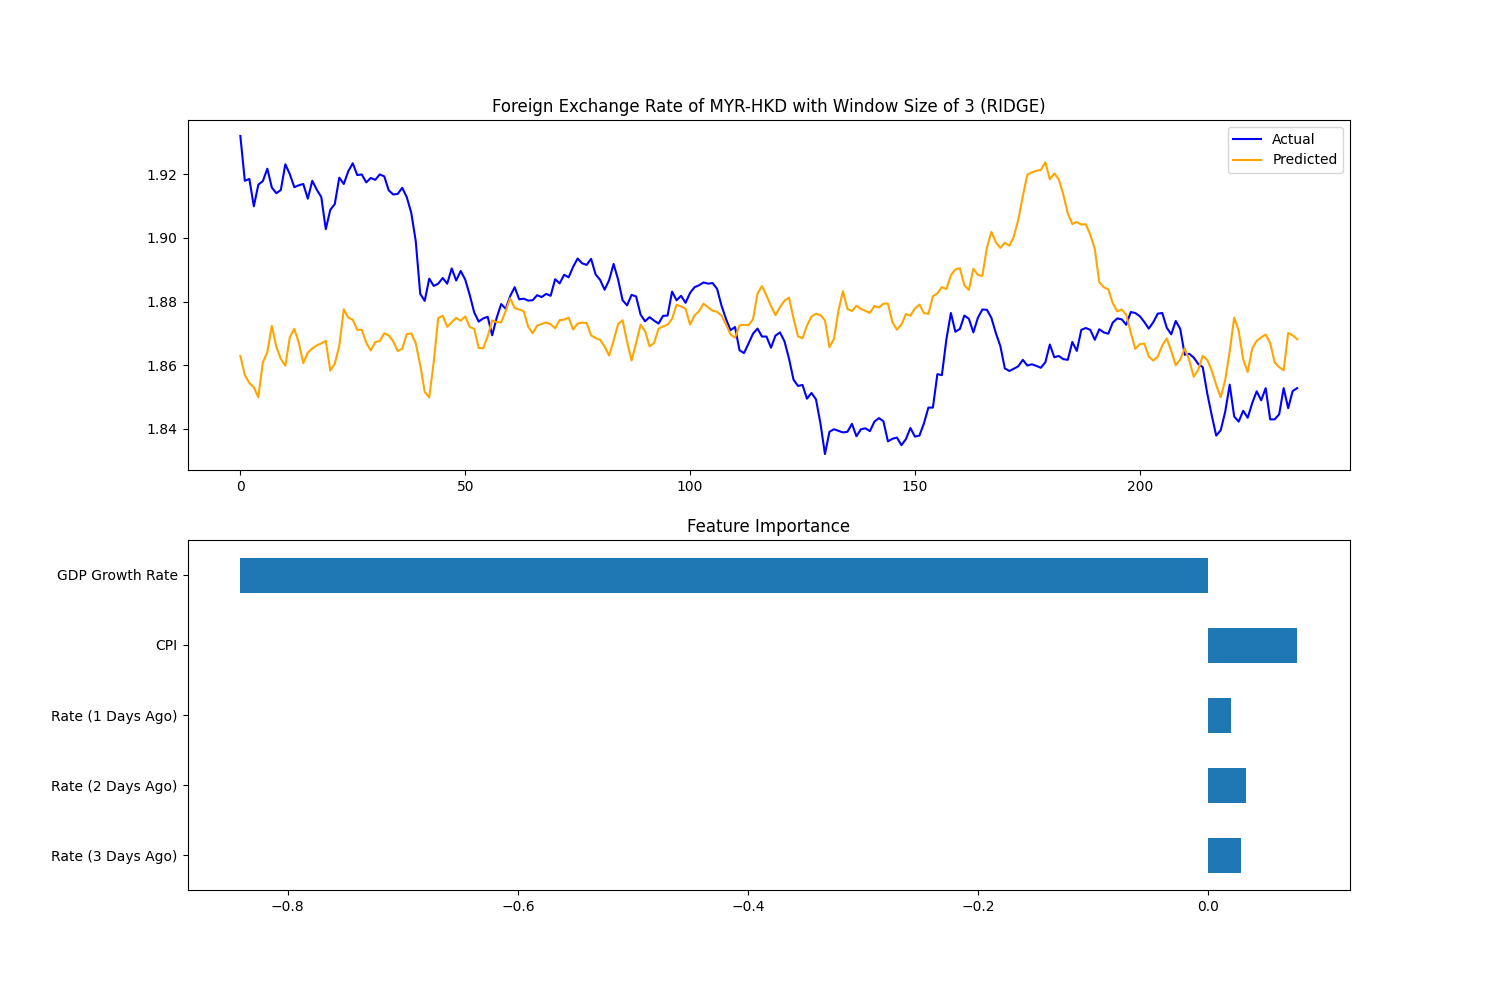 Foreign Exchange Rate of MYR-HKD with Window Size of 3 (RIDGE)
Actual
Predicted
1.92
1.90
1.88
1.86
1.84
0 50 100 150 200
Feature Importance
GDP Growth Rate
CPI
Rate (1 Days Ago)
Rate (2 Days Ago)
Rate (3 Days Ago)
−0.8 −0.6 −0.4 −0.2 0.0